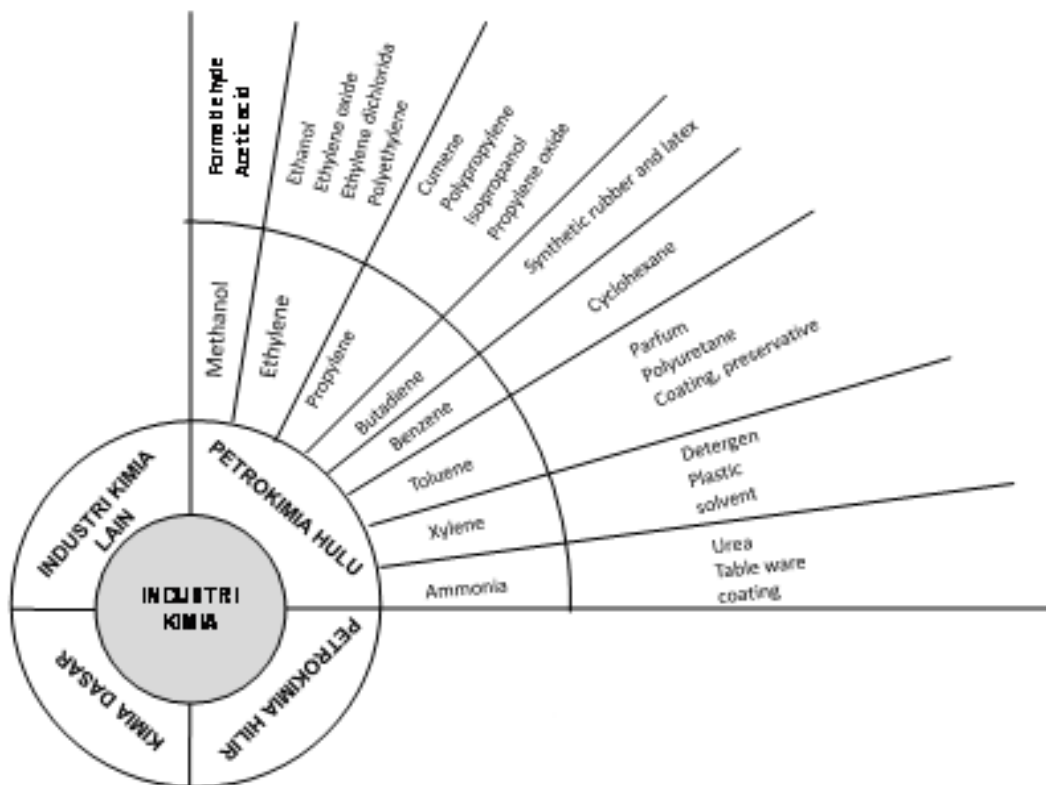 Formaldehyde
Acetic acid
Ethanol
Ethylene oxide
Ethylene dichlorida
Polyethylene
Cumene
Polypropylene
Isopropanol
Propylene oxide
Synthetic rubber and latex
Cyclohexane
Parfum
Polyuretane
Coating, preservative
Detergen
Plastic
solvent
Urea
Table ware
coating
Methanol
Ethylene
Propylene
Butadiene
Benzene
Toluene
Xylene
Ammonia
INDUSTRI KIMIA
LAIN
PETROKIMIA HULU
INDUSTRI
KIMIA
KIMIA DASAR
PETROKIMIA HILIR